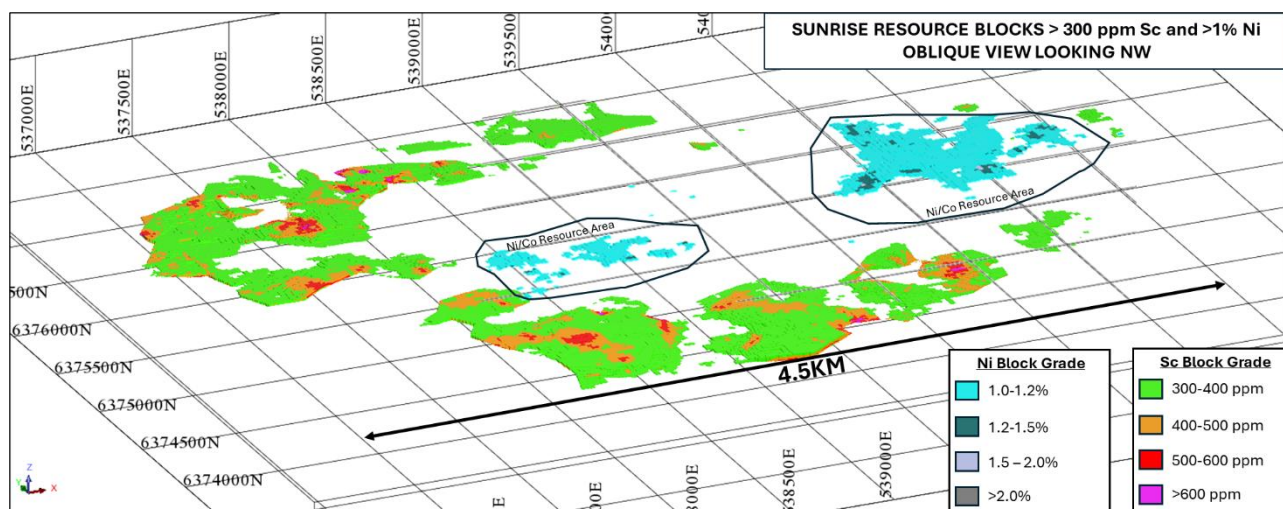 SUNRISE RESOURCE BLOCKS > 300 ppm Sc and >1% Ni
OBLIQUE VIEW LOOKING NW
537000E
537500E
538000E
538500E
539000E
539500E
Ni/Co Resource Area
Ni/Co Resource Area
500N
6376000N
6375500N
6375000N
6374500N
6374000N
4.5KM
538500E
539000E
Ni Block Grade
1.0-1.2%
1.2-1.5%
1.5 – 2.0%
>2.0%
Sc Block Grade
300-400 ppm
400-500 ppm
500-600 ppm
>600 ppm
Z
Y
X